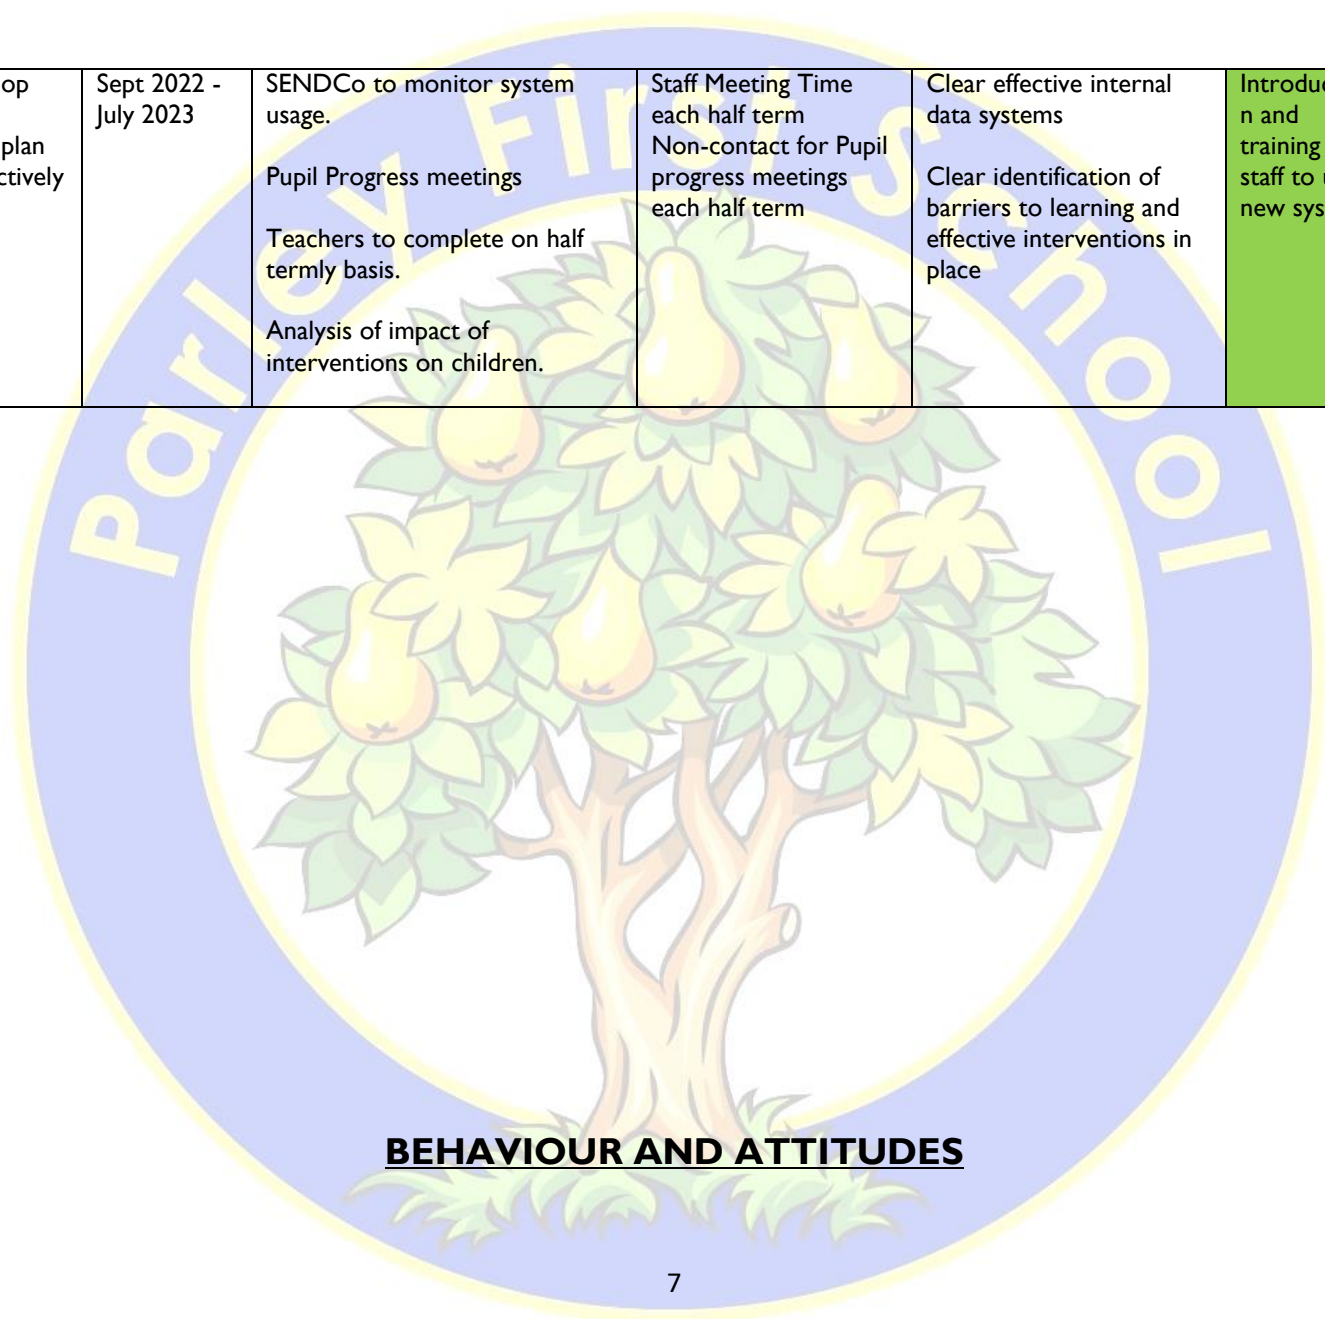 Parley First School
op
plan
ctively
Sept 2022 -
July 2023
SENDCo to monitor system
usage.
Pupil Progress meetings
Teachers to complete on half
termly basis.
Analysis of impact of
interventions on children.
Staff Meeting Time
each half term
Non-contact for Pupil
progress meetings
each half term
Clear effective internal
data systems
Clear identification of
barriers to learning and
effective interventions in
place
Introdu
n and
training
staff to
new sys
BEHAVIOUR AND ATTITUDES
7